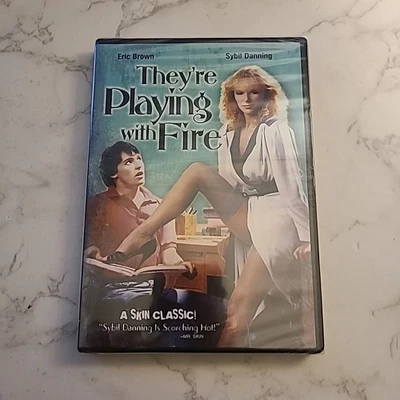 Eric Brown Sybil Danning
They're
Playing
with Fire
A SKIN CLASSIC!
"Sybil Danning Is Scorching Hot!"
—MR. SKIN